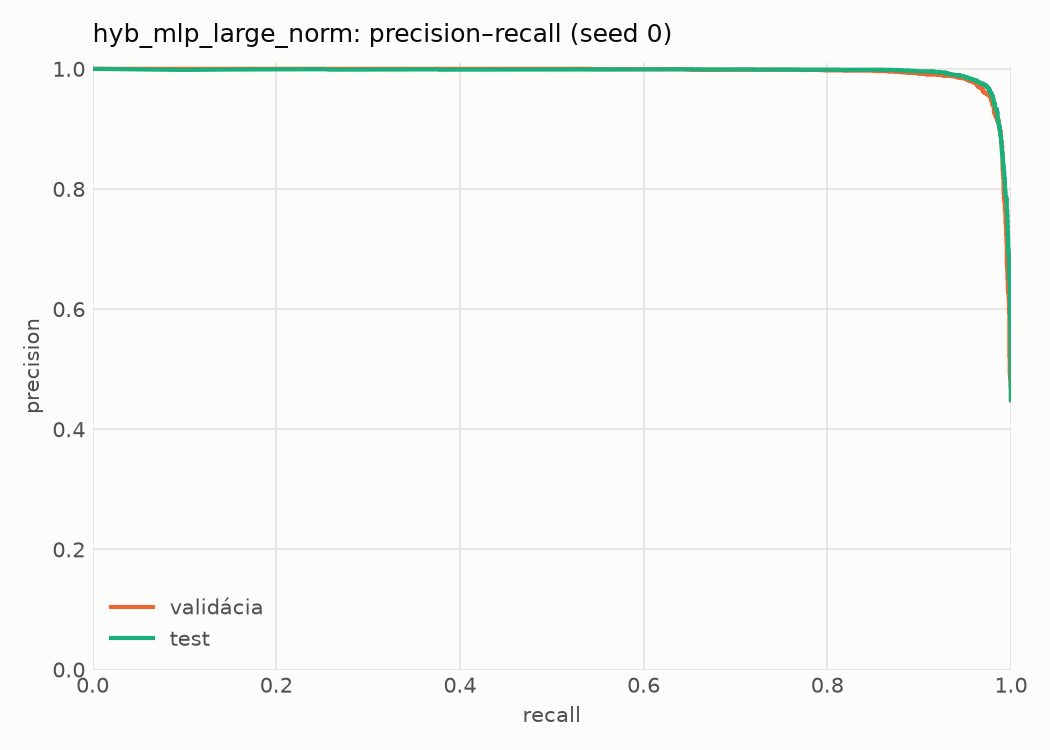 hyb_mlp_large_norm: precision–recall (seed 0)
1.0
0.8
0.6
0.4
0.2
0.0
precision
validácia
test
0.0 0.2 0.4 0.6 0.8 1.0
recall